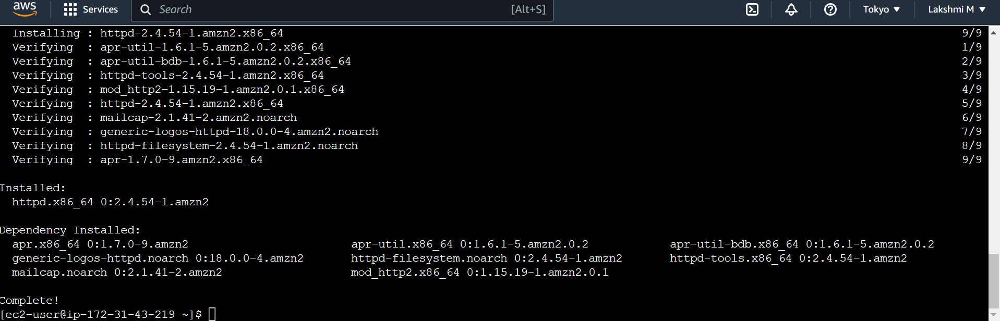 aws Services Search [Alt+S] Tokyo ▼ Lakshmi M ▼
Installing : httpd-2.4.54-1.amzn2.x86_64 9/9
Verifying : apr-util-1.6.1-5.amzn2.0.2.x86_64 1/9
Verifying : apr-util-bdb-1.6.1-5.amzn2.0.2.x86_64 2/9
Verifying : httpd-tools-2.4.54-1.amzn2.x86_64 3/9
Verifying : mod_http2-1.15.19-1.amzn2.0.1.x86_64 4/9
Verifying : httpd-2.4.54-1.amzn2.x86_64 5/9
Verifying : mailcap-2.1.41-2.amzn2.noarch 6/9
Verifying : generic-logos-httpd-18.0.0-4.amzn2.noarch 7/9
Verifying : httpd-filesystem-2.4.54-1.amzn2.noarch 8/9
Verifying : apr-1.7.0-9.amzn2.x86_64 9/9
Installed:
httpd.x86_64 0:2.4.54-1.amzn2
Dependency Installed:
apr.x86_64 0:1.7.0-9.amzn2 apr-util.x86_64 0:1.6.1-5.amzn2.0.2 apr-util-bdb.x86_64 0:1.6.1-5.amzn2.0.2
generic-logos-httpd.noarch 0:18.0.0-4.amzn2 httpd-filesystem.noarch 0:2.4.54-1.amzn2 httpd-tools.x86_64 0:2.4.54-1.amzn2
mailcap.noarch 0:2.1.41-2.amzn2 mod_http2.x86_64 0:1.15.19-1.amzn2.0.1
Complete!
[ec2-user@ip-172-31-43-219 ~]$